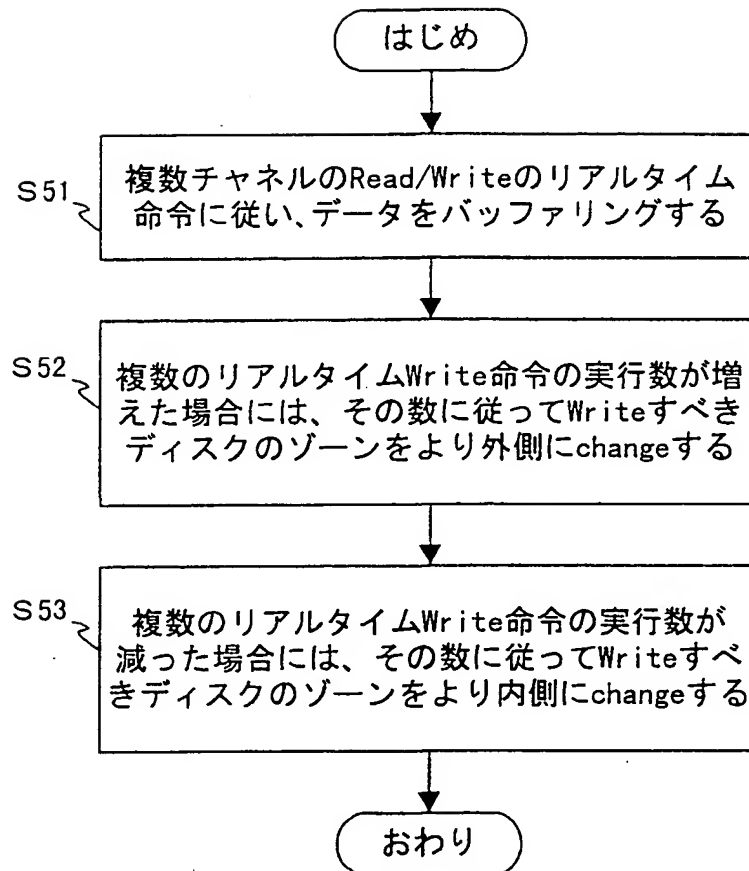 はじめ
S51
複数チャネルのRead/Writeのリアルタイム
命令に従い、データをバッファリングする
S52
複数のリアルタイムWrite命令の実行数が増
えた場合には、その数に従ってWriteすべき
ディスクのゾーンをより外側にchangeする
S53
複数のリアルタイムWrite命令の実行数が
減った場合には、その数に従ってWriteすべ
きディスクのゾーンをより内側にchangeする
おわり